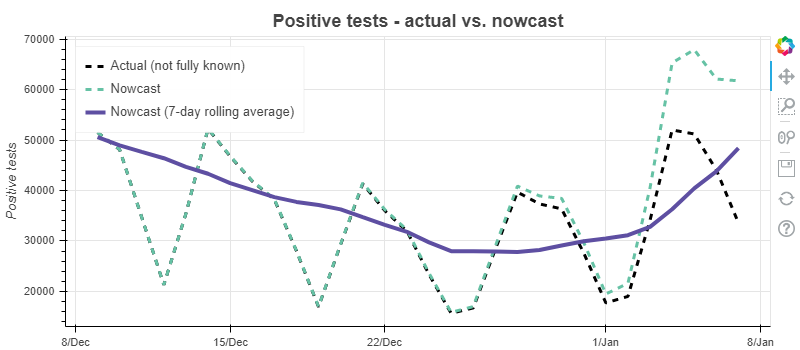 Positive tests - actual vs. nowcast
Actual (not fully known)
Nowcast
Nowcast (7-day rolling average)
Positive tests
70000
60000
50000
40000
30000
20000
8/Dec
15/Dec
22/Dec
1/Jan
8/Jan